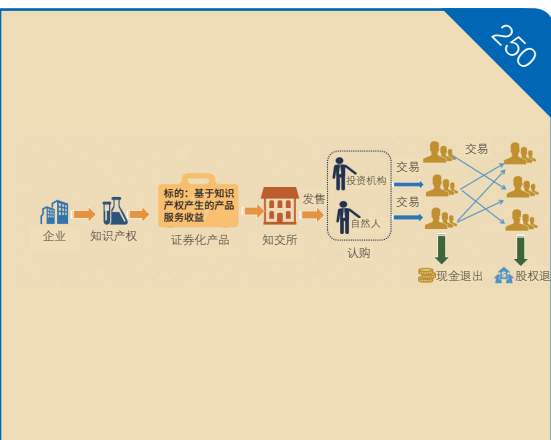 250
标的：基于知识
产权产生的产品
服务收益
企业
知识产权
证券化产品
知交所
发售
投资机构
自然人
认购
交易
交易
交易
现金退出
股权退